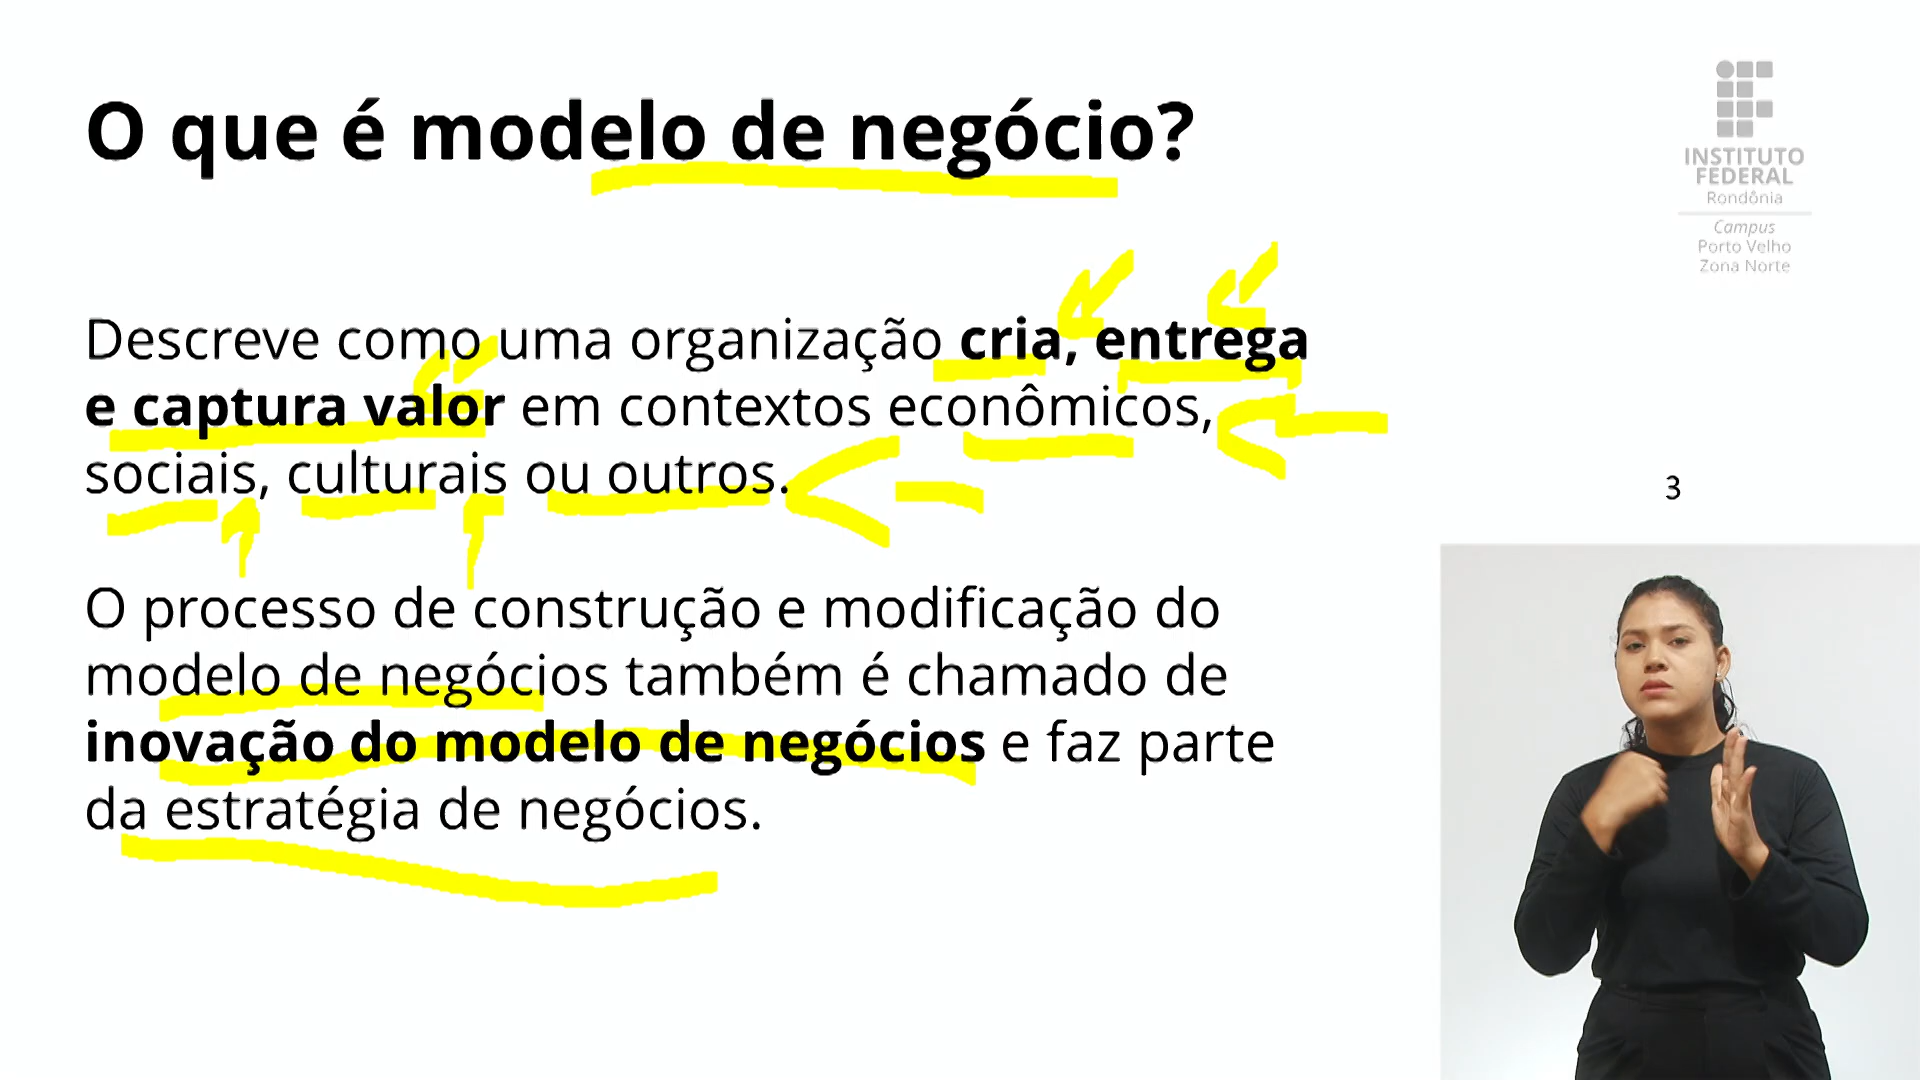 O que é modelo de negócio?
INSTITUTO
FEDERAL
Rondônia
Campus
Porto Velho
Zona Norte
Descreve como uma organização cria, entrega
e captura valor em contextos econômicos,
sociais, culturais ou outros.
3
O processo de construção e modificação do
modelo de negócios também é chamado de
inovação do modelo de negócios e faz parte
da estratégia de negócios.